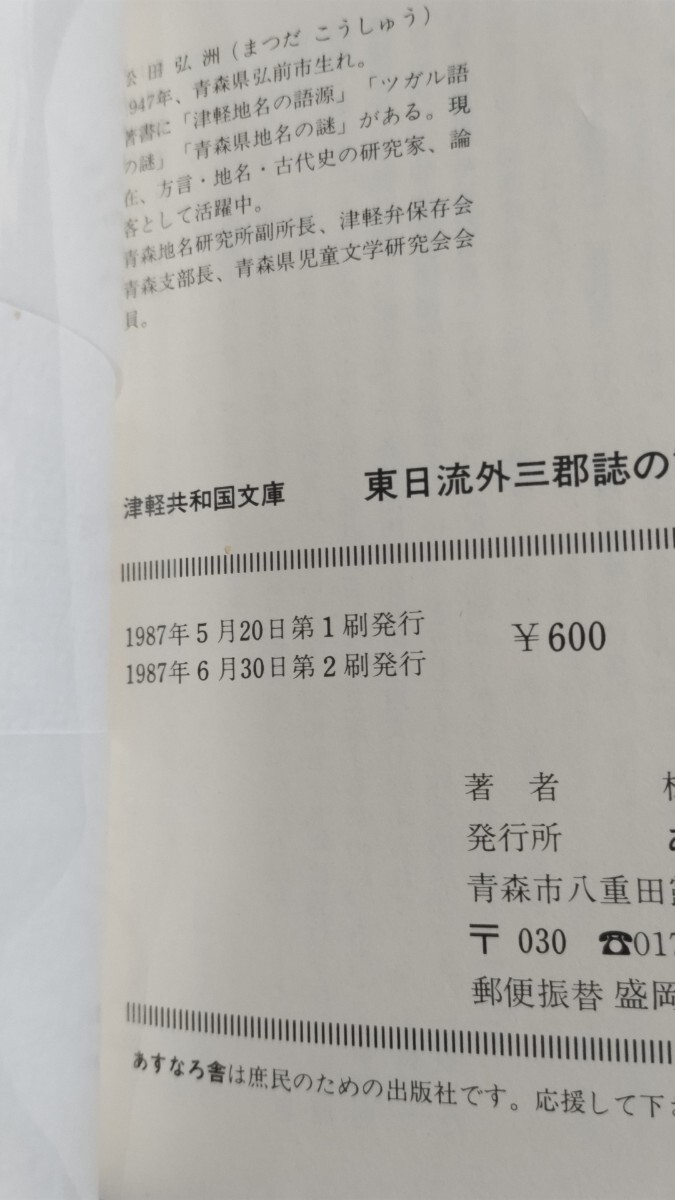 松田弘洲(まつだ こうしゅう)
1947年、青森県弘前市生れ。
著書に「津軽地名の語源」「ツガル語
の謎」「青森県地名の謎」がある。現
在、方言・地名・古代史の研究家、論
客として活躍中。
青森地名研究所副所長、津軽弁保存会
青森支部長、青森県児童文学研究会会
員。
津軽共和国文庫 東日流外三郡誌の
1987年5月20日第1刷発行
1987年6月30日第2刷発行
¥600
著者
発行所
青森市八重田
〒030 ☎017
郵便振替 盛岡
あすなろ舎は庶民のための出版社です。応援して下